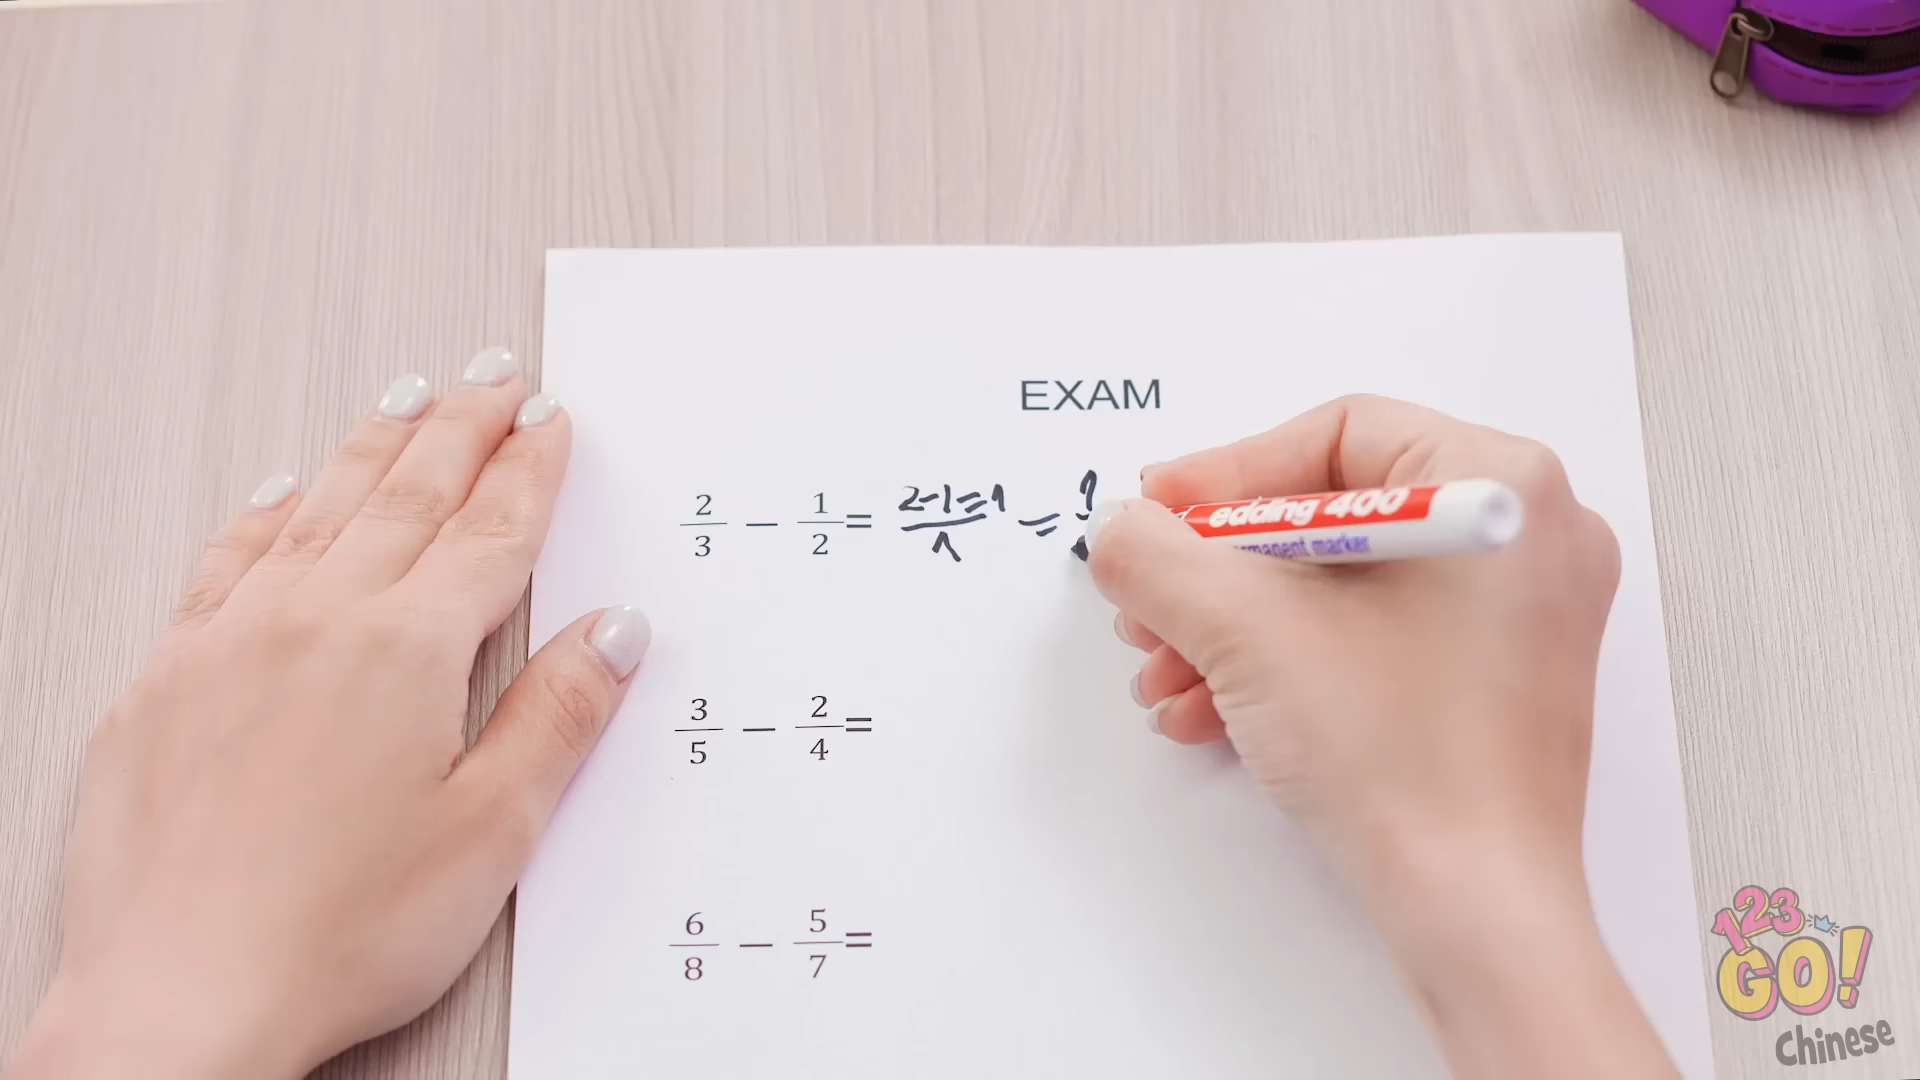 EXAM
2/3 − 1/2 = 2-1=1/1 = 1
3/5 − 2/4 =
6/8 − 5/7 =
edding 400
permanent marker
123 GO!
Chinese